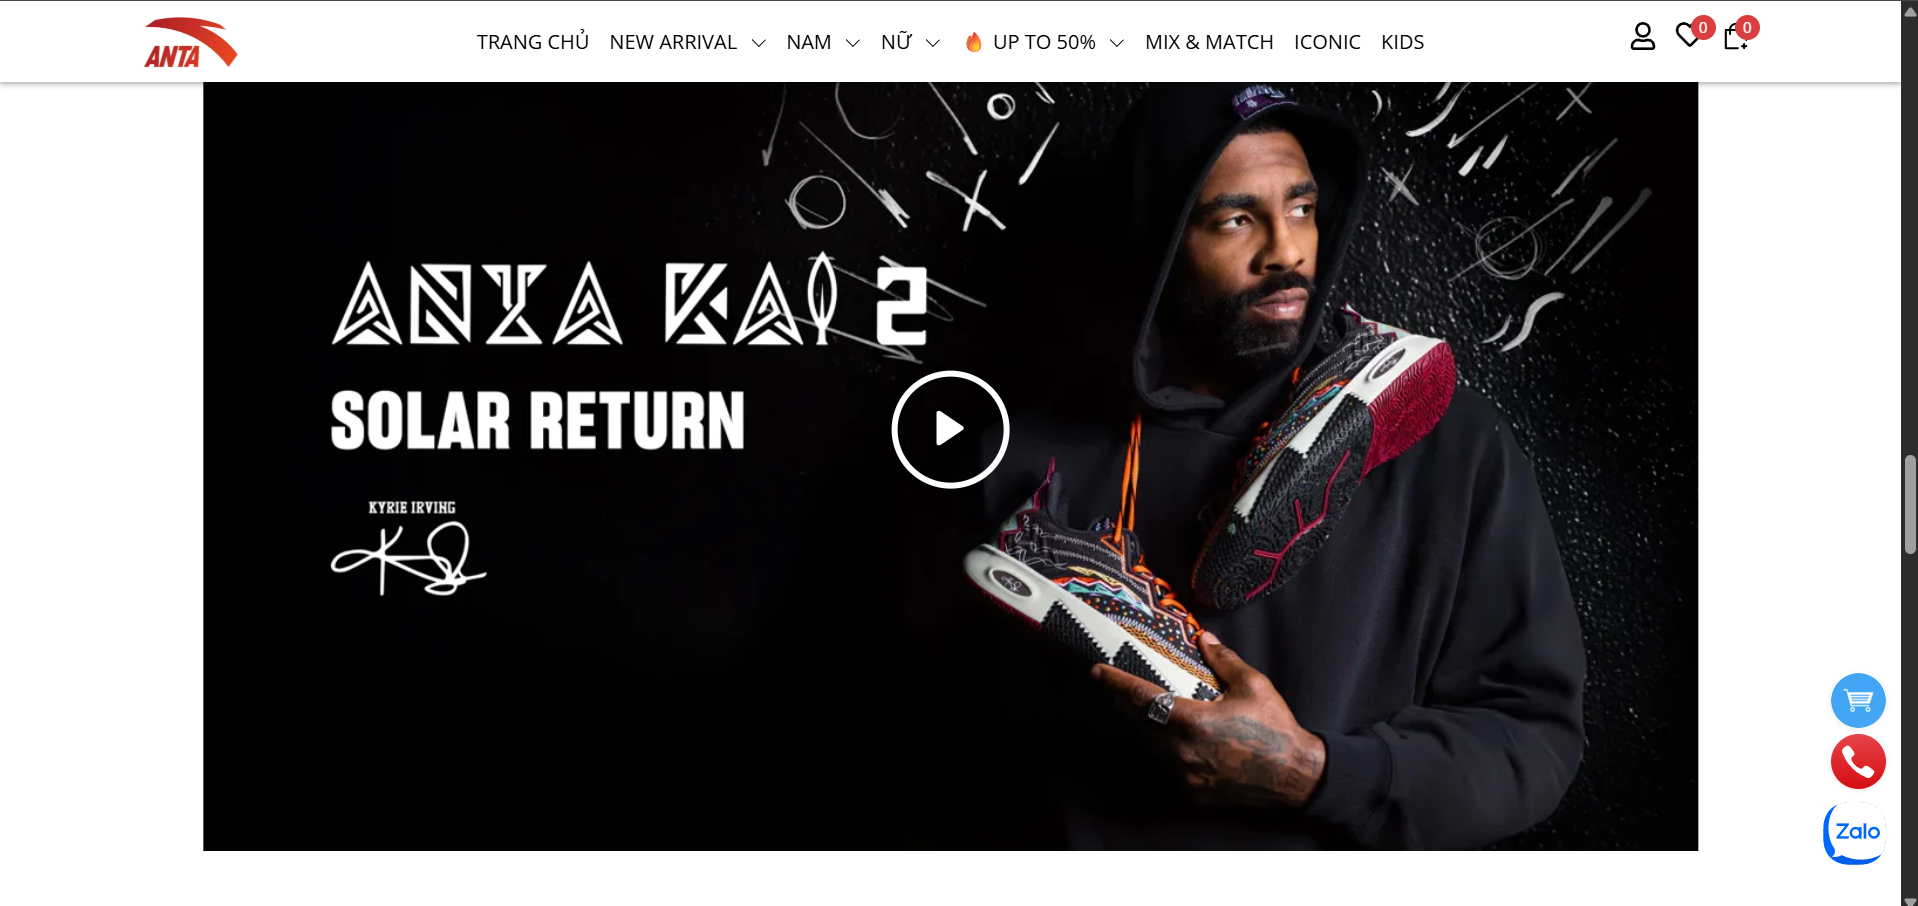 ANTA
TRANG CHỦ NEW ARRIVAL NAM NỮ UP TO 50% MIX & MATCH ICONIC KIDS
0 0
ANTA KAI 2
SOLAR RETURN
KYRIE IRVING
Zalo